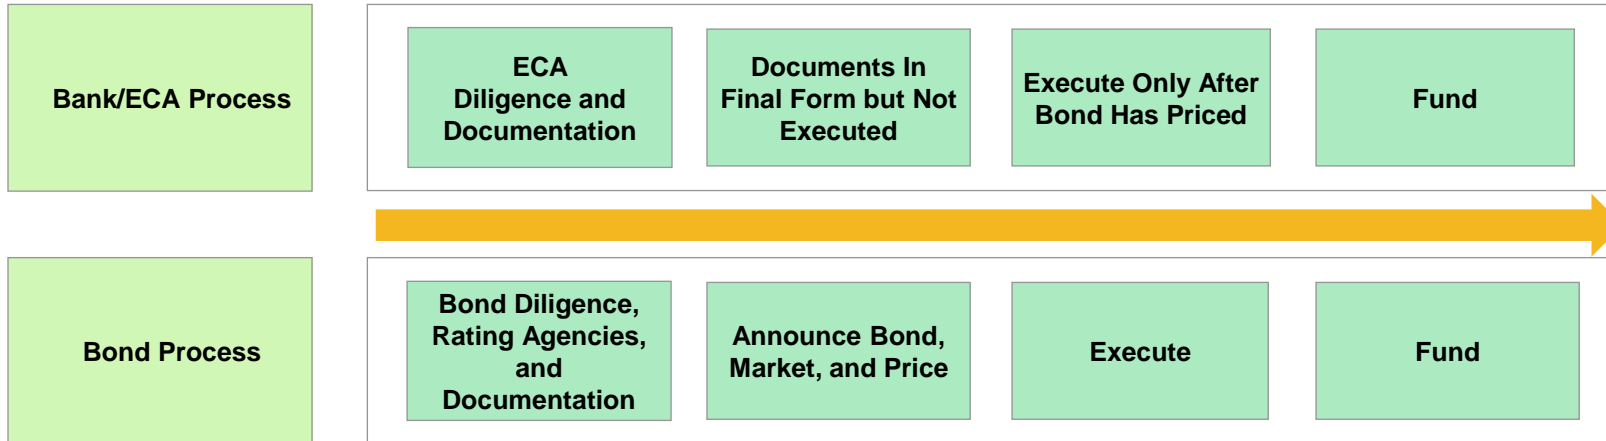 Bank/ECA Process
ECA
Diligence and
Documentation
Documents In
Final Form but Not
Executed
Execute Only After
Bond Has Priced
Fund
Bond Process
Bond Diligence,
Rating Agencies,
and
Documentation
Announce Bond,
Market, and Price
Execute
Fund